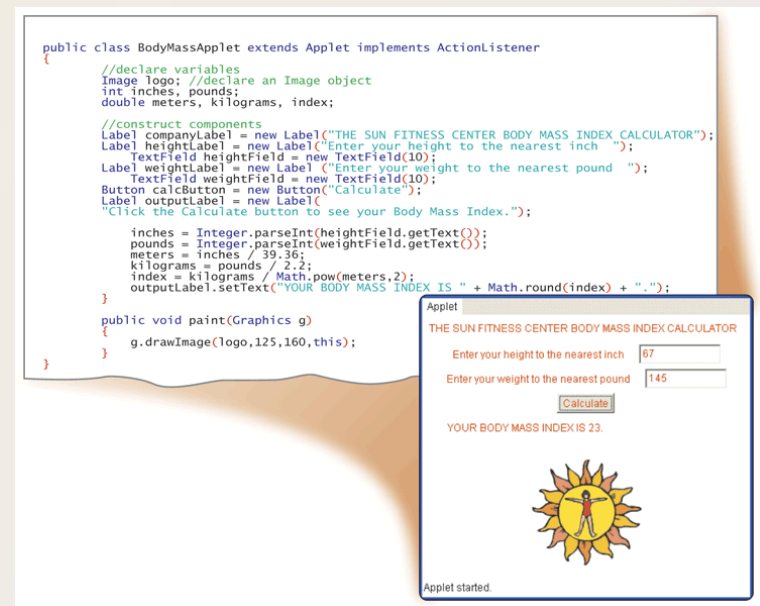 public class BodyMassApplet extends Applet implements ActionListener
{
//declare variables
Image logo; //declare an Image object
int inches, pounds;
double meters, kilograms, index;
//construct components
Label companyLabel = new Label("THE SUN FITNESS CENTER BODY MASS INDEX CALCULATOR");
Label heightLabel = new Label("Enter your height to the nearest inch  ");
TextField heightField = new TextField(10);
Label weightLabel = new Label ("Enter your weight to the nearest pound  ");
TextField weightField = new TextField(10);
Button calcButton = new Button("Calculate");
Label outputLabel = new Label(
"Click the Calculate button to see your Body Mass Index.");
inches = Integer.parseInt(heightField.getText());
pounds = Integer.parseInt(weightField.getText());
meters = inches / 39.36;
kilograms = pounds / 2.2;
index = kilograms / Math.pow(meters,2);
outputLabel.setText("YOUR BODY MASS INDEX IS " + Math.round(index) + ".");
}
public void paint(Graphics g)
{
g.drawImage(logo,125,160,this);
}
}
Applet
THE SUN FITNESS CENTER BODY MASS INDEX CALCULATOR
Enter your height to the nearest inch 67
Enter your weight to the nearest pound 145
Calculate
YOUR BODY MASS INDEX IS 23.
Applet started.